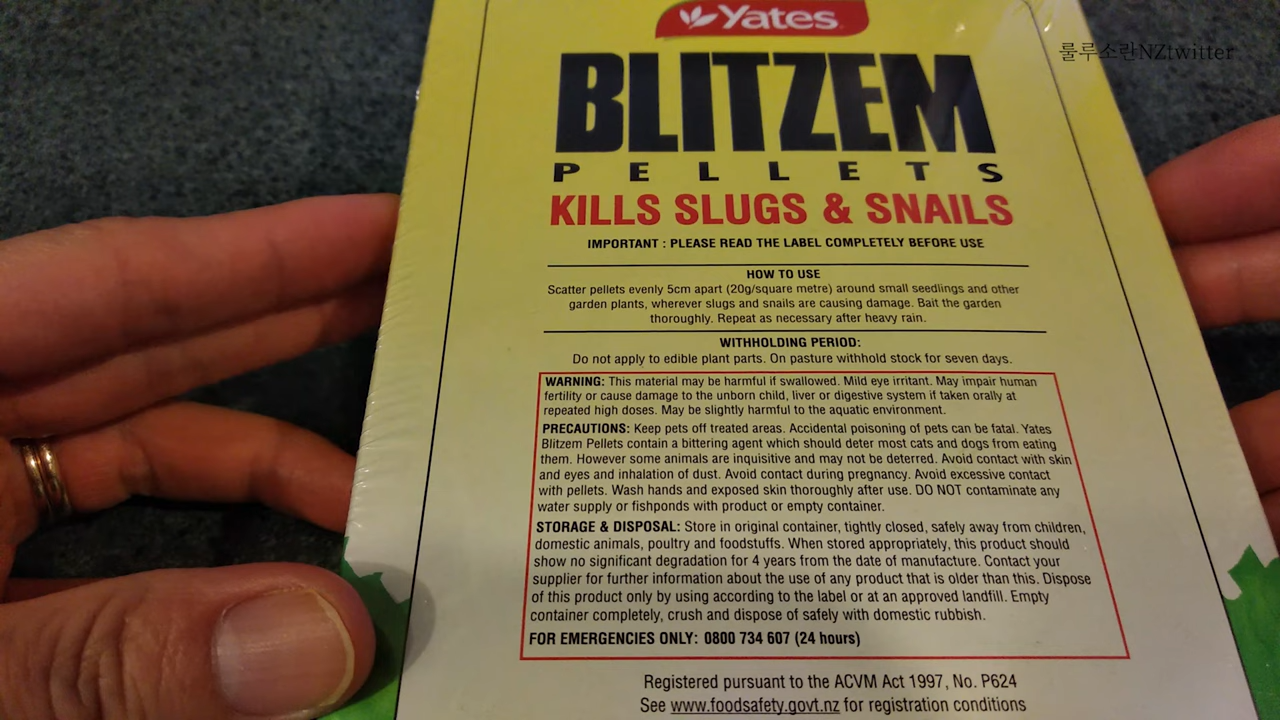 Yates
룰루소란NZtwitter
BLITZEM
PELLETS
KILLS SLUGS & SNAILS
IMPORTANT : PLEASE READ THE LABEL COMPLETELY BEFORE USE
HOW TO USE
Scatter pellets evenly 5cm apart (20g/square metre) around small seedlings and other
garden plants, wherever slugs and snails are causing damage. Bait the garden
thoroughly. Repeat as necessary after heavy rain.
WITHHOLDING PERIOD:
Do not apply to edible plant parts. On pasture withhold stock for seven days.
WARNING: This material may be harmful if swallowed. Mild eye irritant. May impair human
fertility or cause damage to the unborn child, liver or digestive system if taken orally at
repeated high doses. May be slightly harmful to the aquatic environment.
PRECAUTIONS: Keep pets off treated areas. Accidental poisoning of pets can be fatal. Yates
Blitzem Pellets contain a bittering agent which should deter most cats and dogs from eating
them. However some animals are inquisitive and may not be deterred. Avoid contact with skin
and eyes and inhalation of dust. Avoid contact during pregnancy. Avoid excessive contact
with pellets. Wash hands and exposed skin thoroughly after use. DO NOT contaminate any
water supply or fishponds with product or empty container.
STORAGE & DISPOSAL: Store in original container, tightly closed, safely away from children,
domestic animals, poultry and foodstuffs. When stored appropriately, this product should
show no significant degradation for 4 years from the date of manufacture. Contact your
supplier for further information about the use of any product that is older than this. Dispose
of this product only by using according to the label or at an approved landfill. Empty
container completely, crush and dispose of safely with domestic rubbish.
FOR EMERGENCIES ONLY: 0800 734 607 (24 hours)
Registered pursuant to the ACVM Act 1997, No. P624
See www.foodsafety.govt.nz for registration conditions